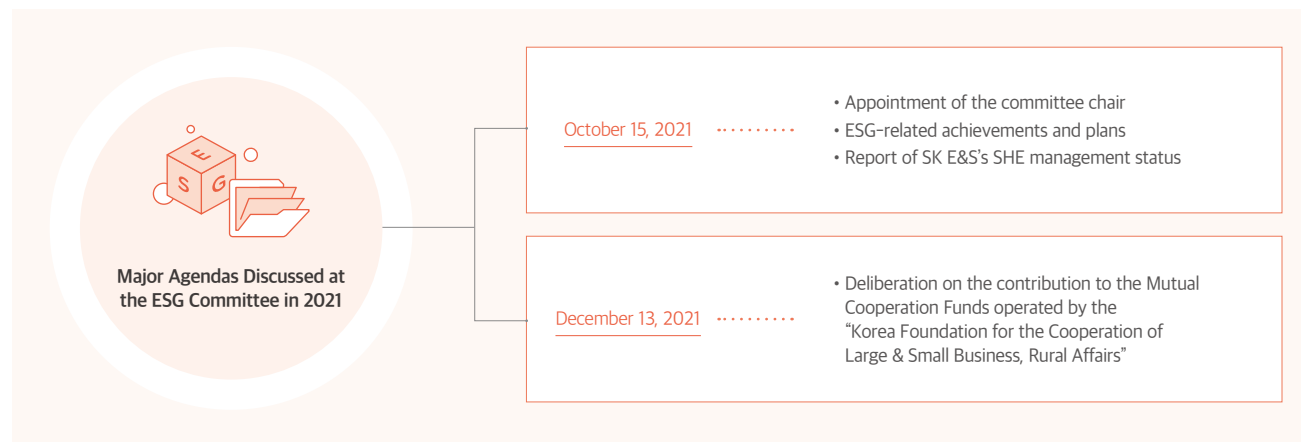 E
S
G
Major Agendas Discussed at
the ESG Committee in 2021
October 15, 2021
• Appointment of the committee chair
• ESG-related achievements and plans
• Report of SK E&S’s SHE management status
December 13, 2021
• Deliberation on the contribution to the Mutual
Cooperation Funds operated by the
“Korea Foundation for the Cooperation of
Large & Small Business, Rural Affairs”